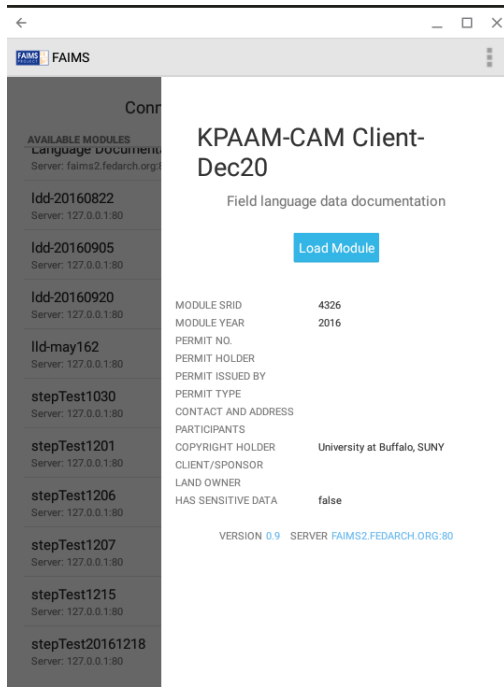 FAIMS
PROJECT
FAIMS
Conn
AVAILABLE MODULES
Language Documenta
Server: faims2.fedarch.org:8
ldd-20160822
Server: 127.0.0.1:80
ldd-20160905
Server: 127.0.0.1:80
ldd-20160920
Server: 127.0.0.1:80
lld-may162
Server: 127.0.0.1:80
stepTest1030
Server: 127.0.0.1:80
stepTest1201
Server: 127.0.0.1:80
stepTest1206
Server: 127.0.0.1:80
stepTest1207
Server: 127.0.0.1:80
stepTest1215
Server: 127.0.0.1:80
stepTest20161218
Server: 127.0.0.1:80
KPAAM-CAM Client-
Dec20
Field language data documentation
Load Module
MODULE SRID 4326
MODULE YEAR 2016
PERMIT NO.
PERMIT HOLDER
PERMIT ISSUED BY
PERMIT TYPE
CONTACT AND ADDRESS
PARTICIPANTS
COPYRIGHT HOLDER University at Buffalo, SUNY
CLIENT/SPONSOR
LAND OWNER
HAS SENSITIVE DATA false
VERSION 0.9 SERVER FAIMS2.FEDARCH.ORG:80